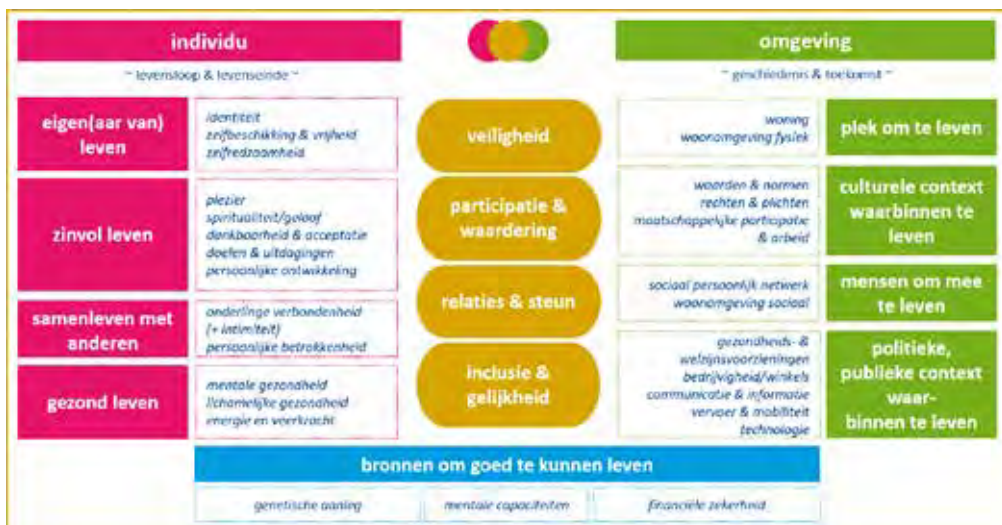 individu
~ levensloop & levenseinde ~
eigen(aar van)
leven
identiteit
zelfbeschikking & vrijheid
zelfredzaamheid
zinvol leven
plezier
spiritualiteit/geloof
dankbaarheid & acceptatie
doelen & uitdagingen
persoonlijke ontwikkeling
samenleven met
anderen
onderlinge verbondenheid
(+ intimiteit)
persoonlijke betrokkenheid
gezond leven
mentale gezondheid
lichamelijke gezondheid
energie en veerkracht
veiligheid
participatie &
waardering
relaties & steun
inclusie &
gelijkheid
omgeving
~ geschiedenis & toekomst ~
woning
woonomgeving fysiek
plek om te leven
waarden & normen
rechten & plichten
maatschappelijke participatie
& arbeid
culturele context
waarbinnen te
leven
sociaal persoonlijk netwerk
woonomgeving sociaal
mensen om mee
te leven
gezondheids- &
welzijnsvoorzieningen
bedrijvigheid/winkels
communicatie & informatie
vervoer & mobiliteit
technologie
politieke,
publieke context
waar-
binnen te leven
bronnen om goed te kunnen leven
genetische aanleg
mentale capaciteiten
financiële zekerheid